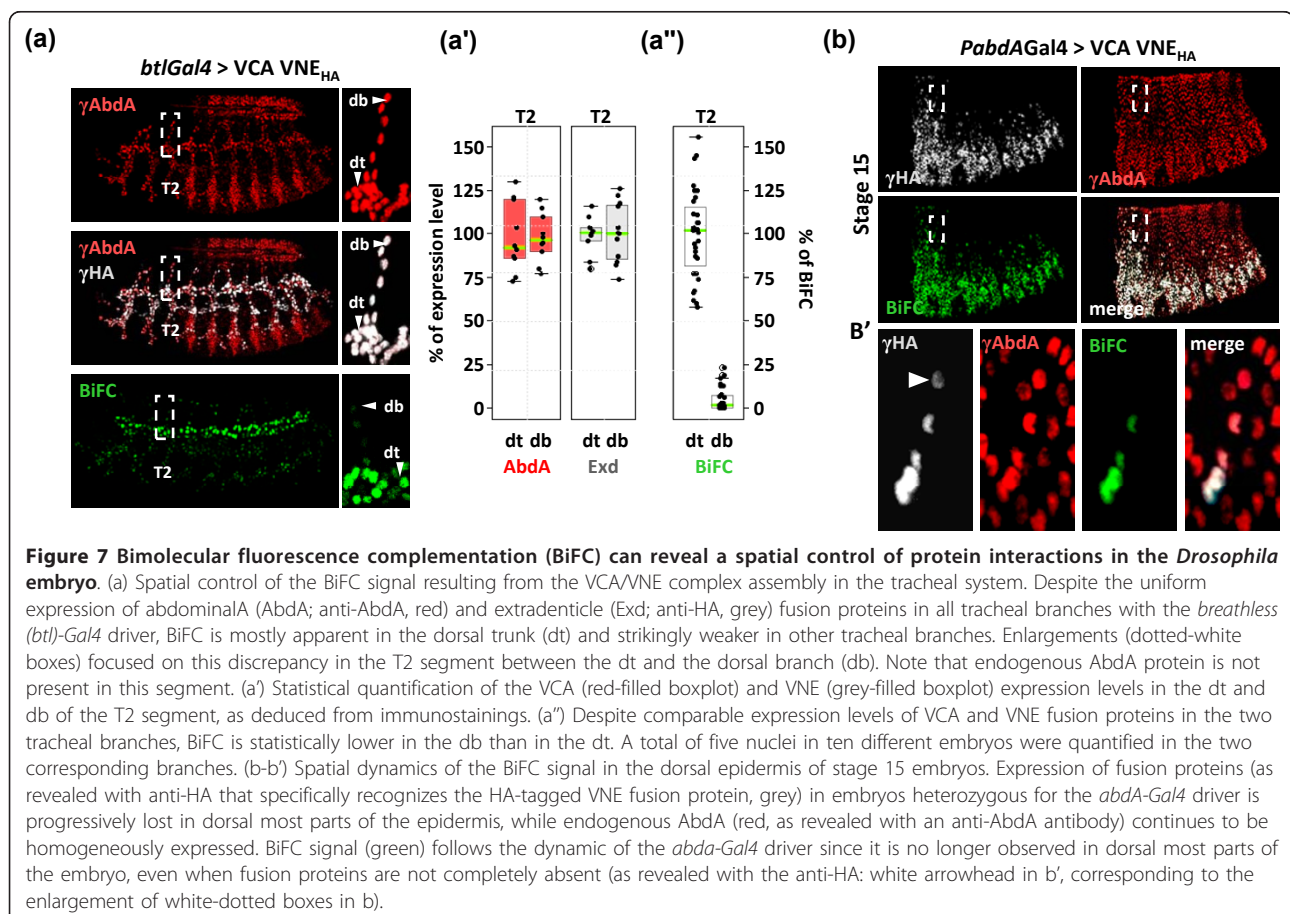 (a)
btlGal4 > VCA VNEHA
γAbdA
T2
db
dt
γAbdA
γHA
T2
db
dt
BiFC
T2
db
dt
(a')
T2
T2
% of expression level
150
125
100
75
50
25
0
dt db
AbdA
dt db
Exd
(a'')
T2
150
125
100
75
50
25
0
% of BiFC
dt db
BiFC
(b)
PabdAGal4 > VCA VNEHA
Stage 15
γHA
γAbdA
BiFC
merge
B'
γHA
γAbdA
BiFC
merge
Figure 7 Bimolecular fluorescence complementation (BiFC) can reveal a spatial control of protein interactions in the Drosophila
embryo. (a) Spatial control of the BiFC signal resulting from the VCA/VNE complex assembly in the tracheal system. Despite the uniform
expression of abdominalA (AbdA; anti-AbdA, red) and extradenticle (Exd; anti-HA, grey) fusion proteins in all tracheal branches with the breathless
(btl)-Gal4 driver, BiFC is mostly apparent in the dorsal trunk (dt) and strikingly weaker in other tracheal branches. Enlargements (dotted-white
boxes) focused on this discrepancy in the T2 segment between the dt and the dorsal branch (db). Note that endogenous AbdA protein is not
present in this segment. (a') Statistical quantification of the VCA (red-filled boxplot) and VNE (grey-filled boxplot) expression levels in the dt and
db of the T2 segment, as deduced from immunostainings. (a'') Despite comparable expression levels of VCA and VNE fusion proteins in the two
tracheal branches, BiFC is statistically lower in the db than in the dt. A total of five nuclei in ten different embryos were quantified in the two
corresponding branches. (b-b') Spatial dynamics of the BiFC signal in the dorsal epidermis of stage 15 embryos. Expression of fusion proteins (as
revealed with anti-HA that specifically recognizes the HA-tagged VNE fusion protein, grey) in embryos heterozygous for the abdA-Gal4 driver is
progressively lost in dorsal most parts of the epidermis, while endogenous AbdA (red, as revealed with an anti-AbdA antibody) continues to be
homogeneously expressed. BiFC signal (green) follows the dynamic of the abda-Gal4 driver since it is no longer observed in dorsal most parts of
the embryo, even when fusion proteins are not completely absent (as revealed with the anti-HA: white arrowhead in b', corresponding to the
enlargement of white-dotted boxes in b).